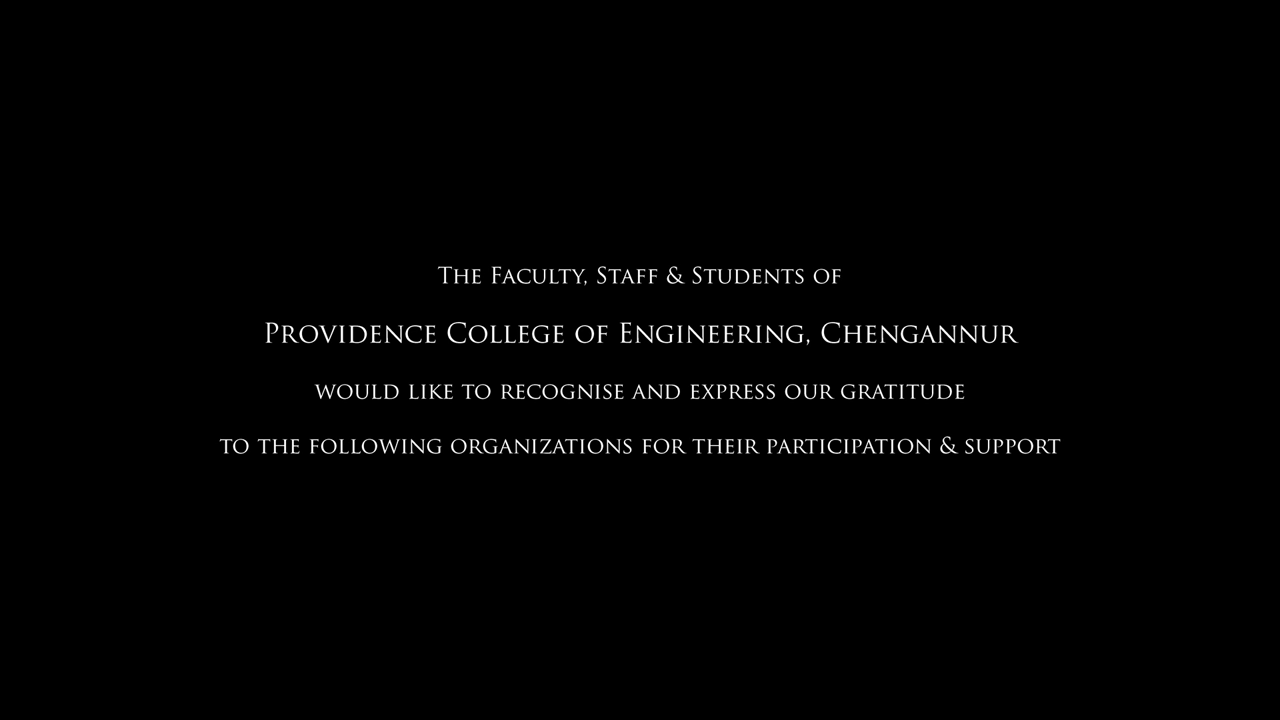 The Faculty, Staff & Students of
Providence College of Engineering, Chengannur
would like to recognise and express our gratitude
to the following organizations for their participation & support